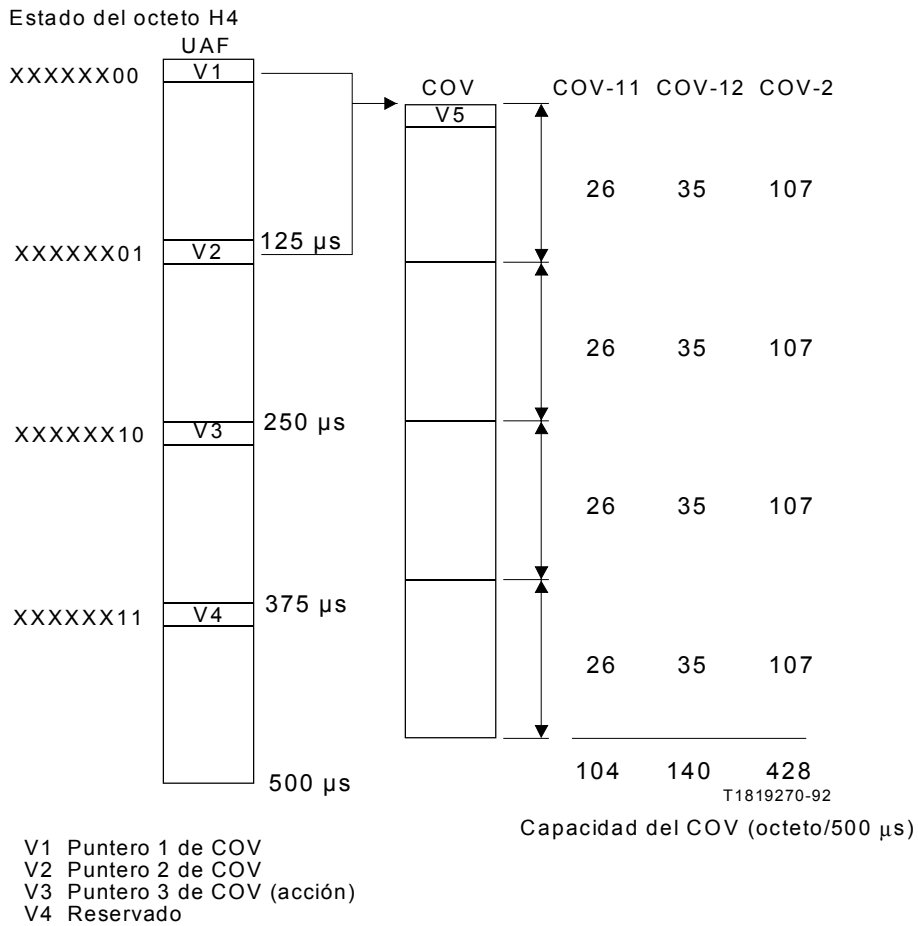 Estado del octeto H4
UAF
XXXXXX00
V1
COV
COV-11 COV-12 COV-2
V5
26 35 107
XXXXXX01
V2
125 µs
26 35 107
XXXXXX10
V3
250 µs
26 35 107
XXXXXX11
V4
375 µs
26 35 107
500 µs
104 140 428
T1819270-92
Capacidad del COV (octeto/500 µs)
V1 Puntero 1 de COV
V2 Puntero 2 de COV
V3 Puntero 3 de COV (acción)
V4 Reservado